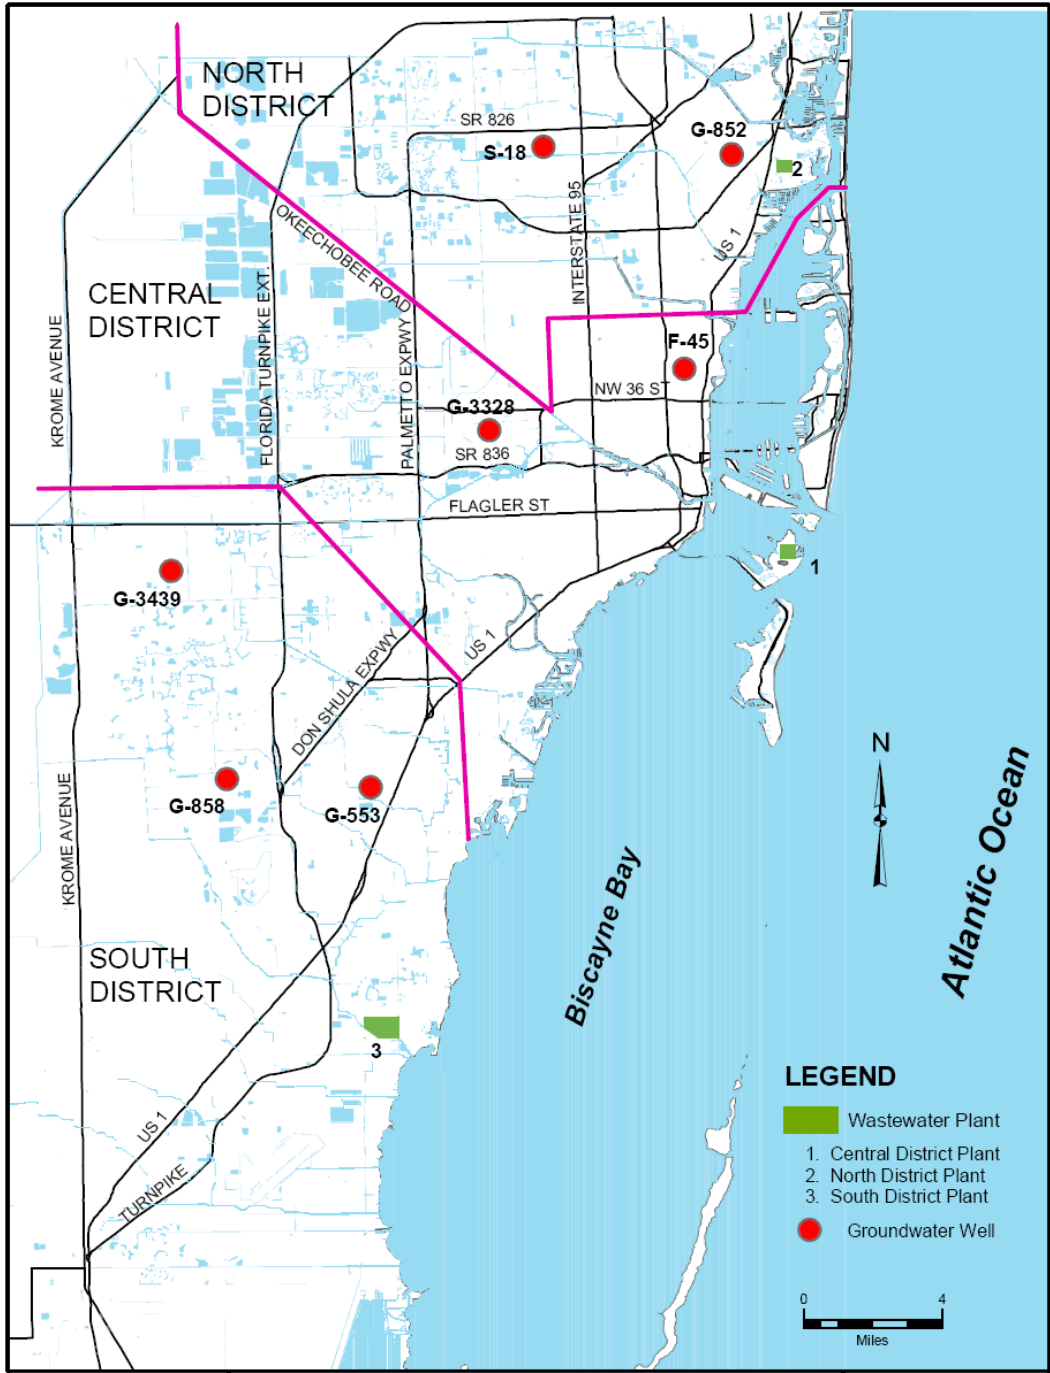 NORTH
DISTRICT
SR 826
S-18
G-852
2
OKEECHOBEE ROAD
INTERSTATE 95
US 1
CENTRAL
DISTRICT
KROME AVENUE
FLORIDA TURNPIKE EXT.
PALMETTO EXPWY
F-45
NW 36 ST
G-3328
SR 836
FLAGLER ST
1
G-3439
US 1
DON SHULA EXPWY
G-858
G-553
KROME AVENUE
N
Atlantic Ocean
Biscayne Bay
SOUTH
DISTRICT
3
US 1
TURNPIKE
LEGEND
Wastewater Plant
1. Central District Plant
2. North District Plant
3. South District Plant
Groundwater Well
0 4
Miles